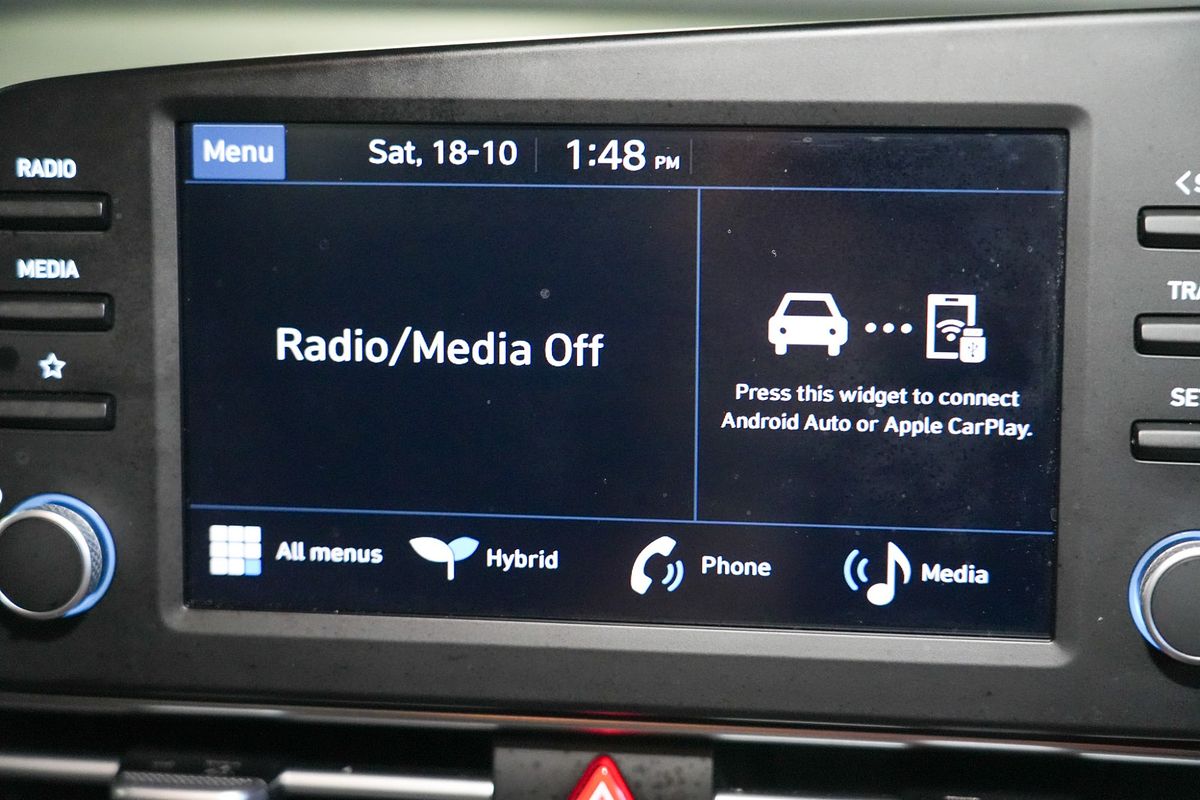 Menu
Sat, 18-10
1:48 PM
RADIO
MEDIA
Radio/Media Off
Press this widget to connect
Android Auto or Apple CarPlay.
All menus
Hybrid
Phone
Media